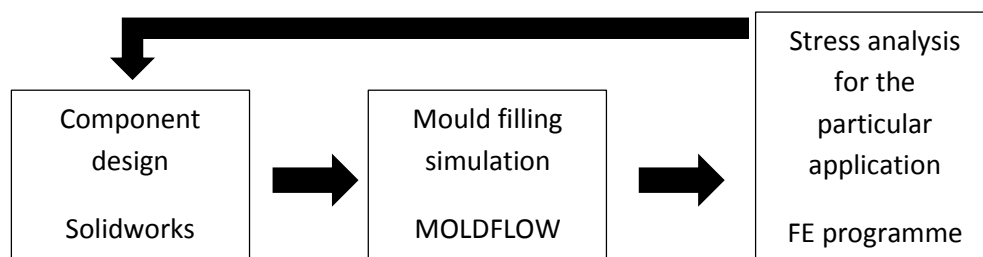 Component
design
Solidworks
Mould filling
simulation
MOLDFLOW
Stress analysis
for the
particular
application
FE programme